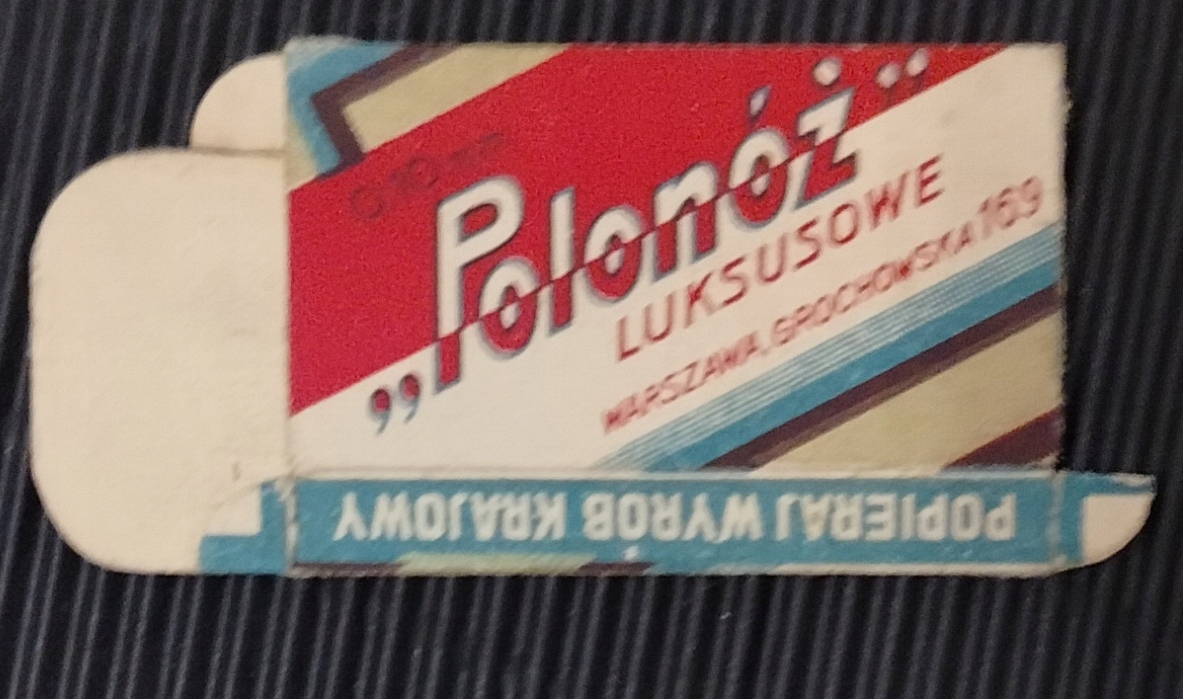 „Polonóż”
LUKSUSOWE
WARSZAWA, GROCHOWSKA 169
POPIERAJ WYRÓB KRAJOWY